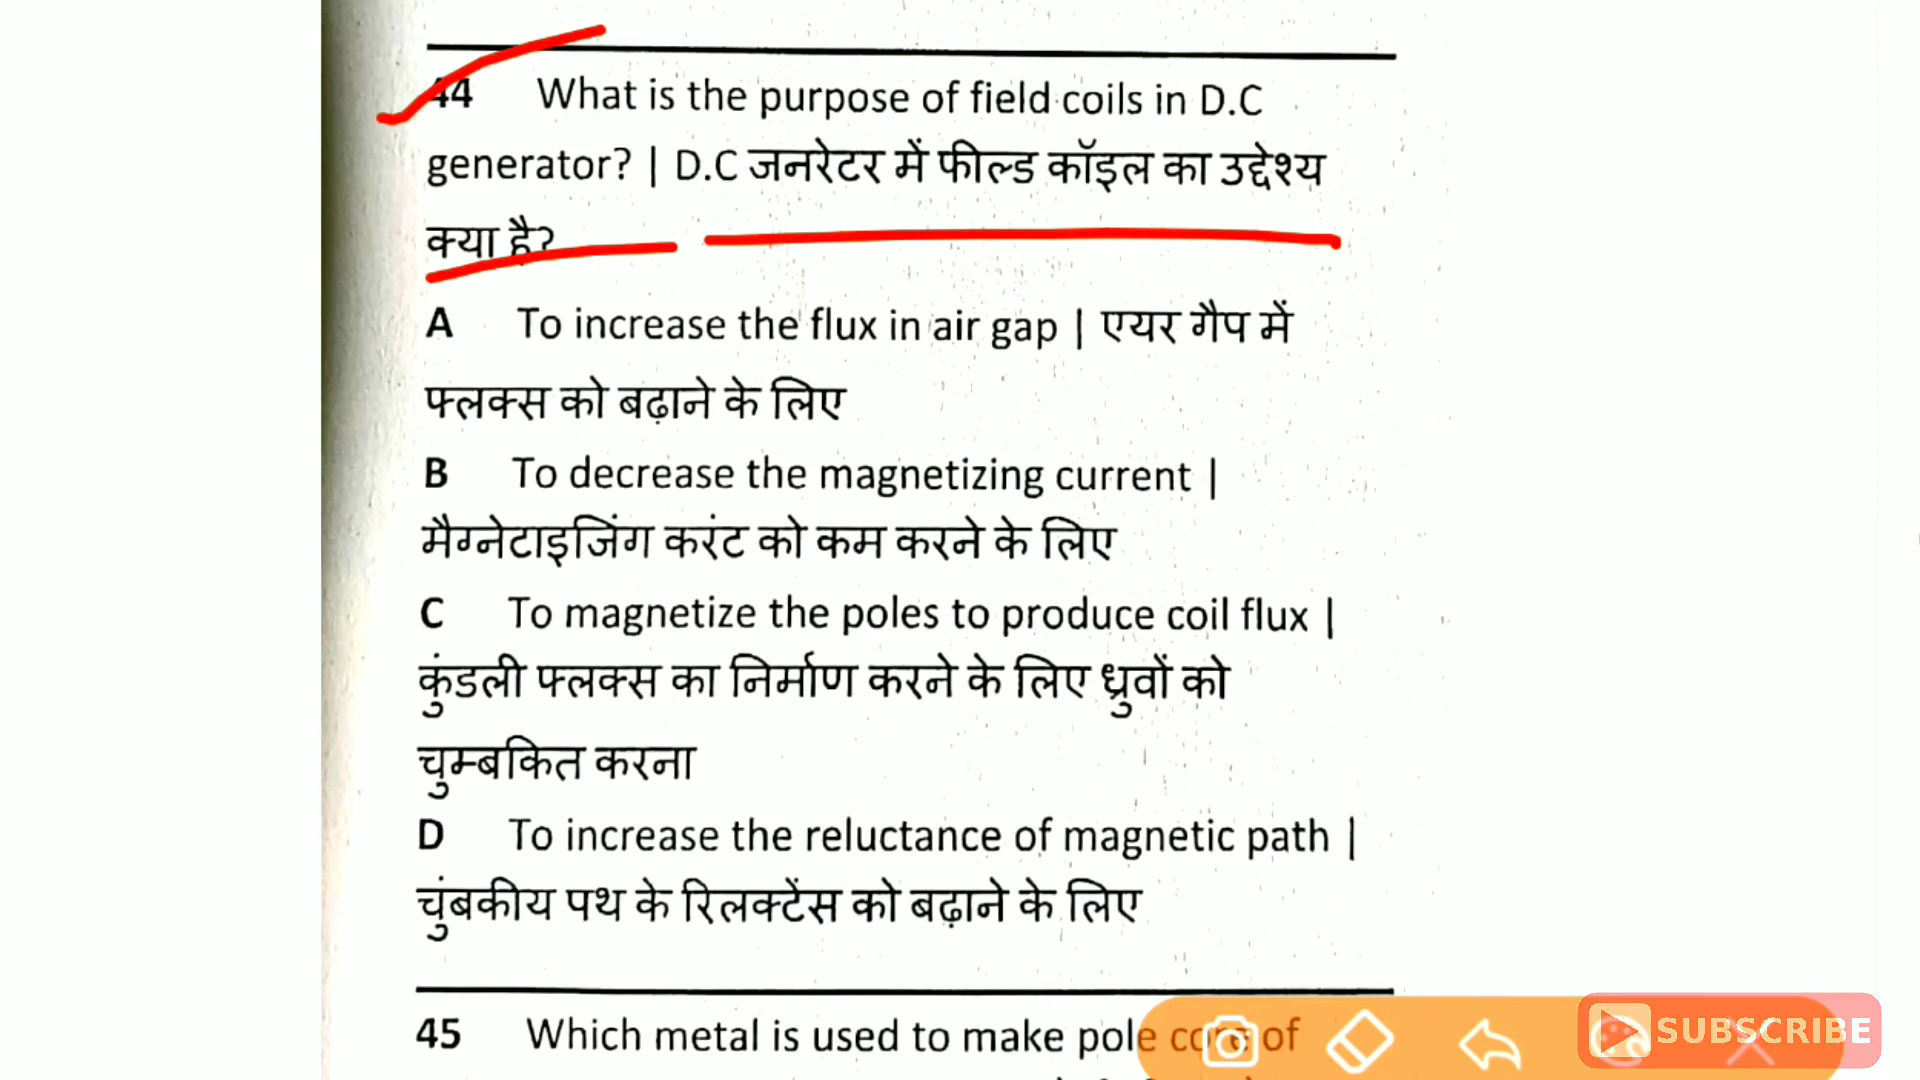 44 What is the purpose of field coils in D.C
generator? | D.C जनरेटर में फील्ड कॉइल का उद्देश्य
क्या है?
A To increase the flux in air gap | एयर गैप में
फ्लक्स को बढ़ाने के लिए
B To decrease the magnetizing current |
मैग्नेटाइजिंग करंट को कम करने के लिए
C To magnetize the poles to produce coil flux |
कुंडली फ्लक्स का निर्माण करने के लिए ध्रुवों को
चुम्बकित करना
D To increase the reluctance of magnetic path |
चुंबकीय पथ के रिलक्टेंस को बढ़ाने के लिए
45 Which metal is used to make pole core of
SUBSCRIBE